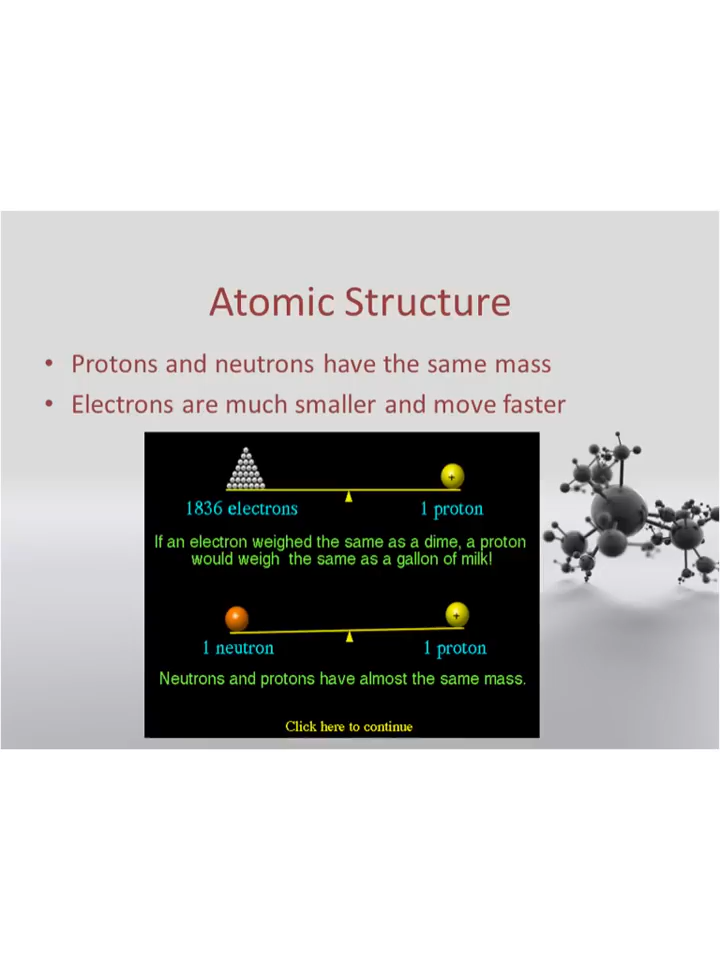 Atomic Structure
• Protons and neutrons have the same mass
• Electrons are much smaller and move faster
+
1836 electrons 1 proton
If an electron weighed the same as a dime, a proton
would weigh the same as a gallon of milk!
+
1 neutron 1 proton
Neutrons and protons have almost the same mass.
Click here to continue